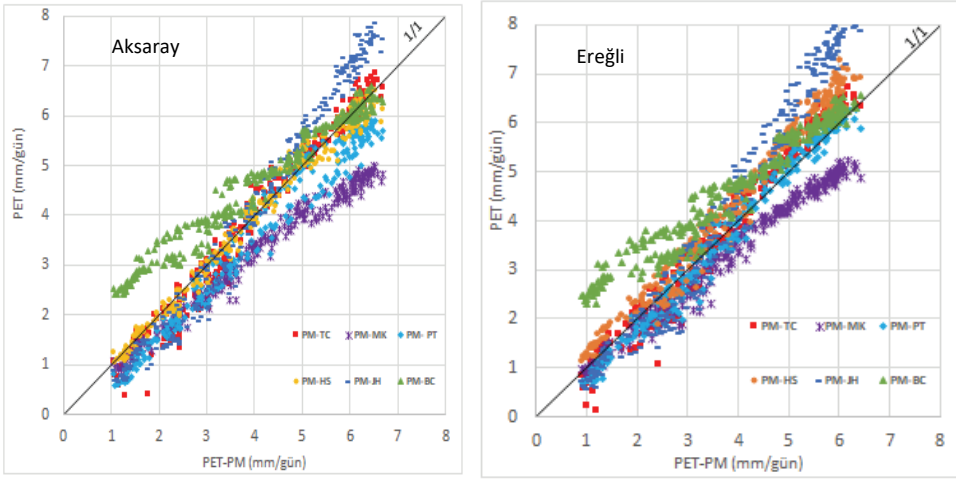 Aksaray
1/1
8
7
6
5
4
3
2
1
0
PET (mm/gün)
PM-TC PM-MK PM-PT
PM-HS PM-JH PM-BC
0 1 2 3 4 5 6 7 8
PET-PM (mm/gün)
Ereğli
1/1
8
7
6
5
4
3
2
1
0
PET (mm/gün)
PM-TC PM-MK PM-PT
PM-HS PM-JH PM-BC
0 1 2 3 4 5 6 7 8
PET-PM (mm/gün)